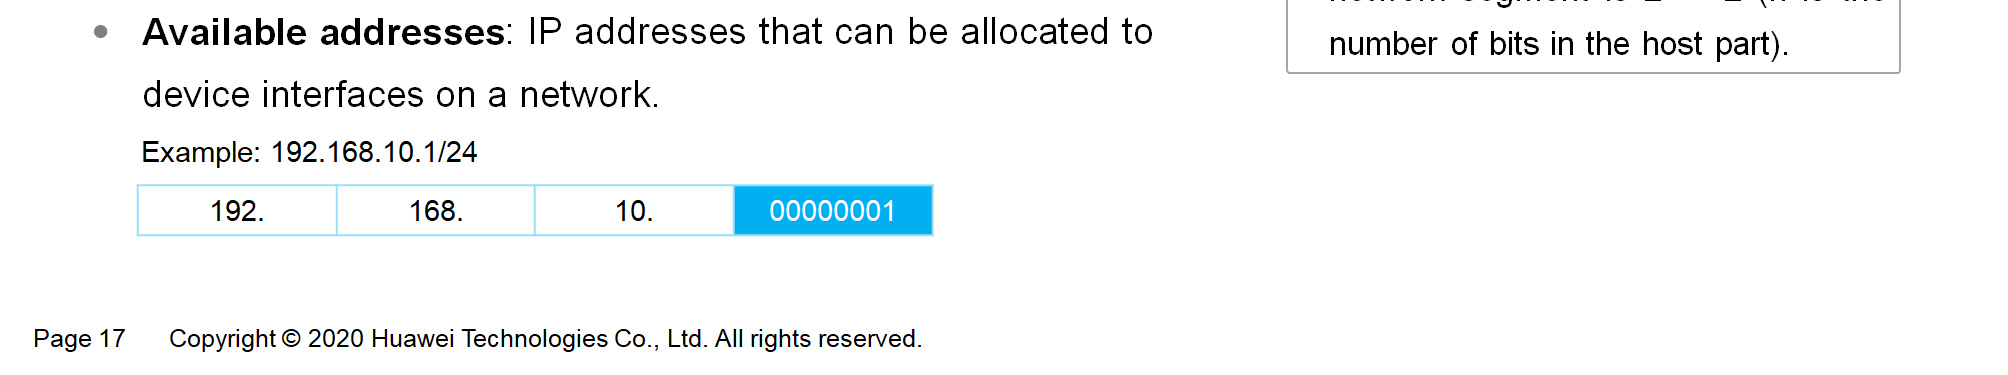 • Available addresses: IP addresses that can be allocated to
device interfaces on a network.
Example: 192.168.10.1/24
192. 168. 10. 00000001
number of bits in the host part).
Page 17 Copyright © 2020 Huawei Technologies Co., Ltd. All rights reserved.